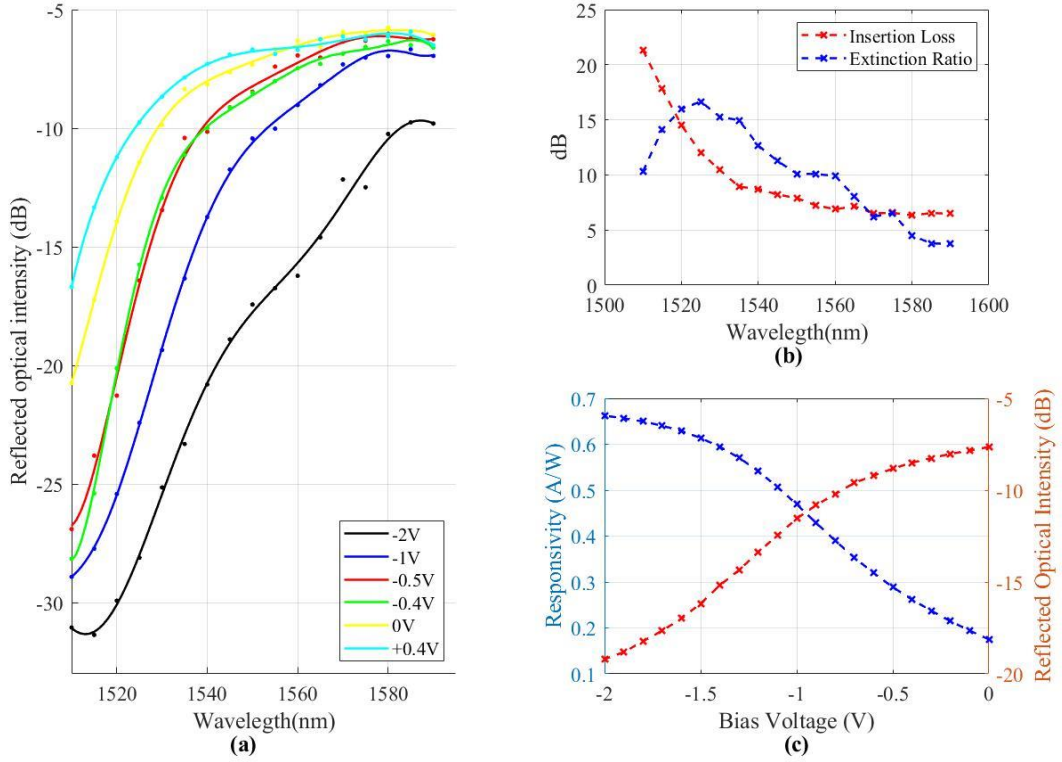 -5
-10
-15
-20
-25
-30
Reflected optical intensity (dB)
-2V
-1V
-0.5V
-0.4V
0V
+0.4V
1520
1540
1560
1580
Wavelegth(nm)
(a)
25
20
15
10
5
0
dB
Insertion Loss
Extinction Ratio
1500
1520
1540
1560
1580
1600
Wavelegth(nm)
(b)
0.7
0.6
0.5
0.4
0.3
0.2
0.1
Responsivity (A/W)
-5
-10
-15
-20
Reflected Optical Intensity (dB)
-2
-1.5
-1
-0.5
0
Bias Voltage (V)
(c)